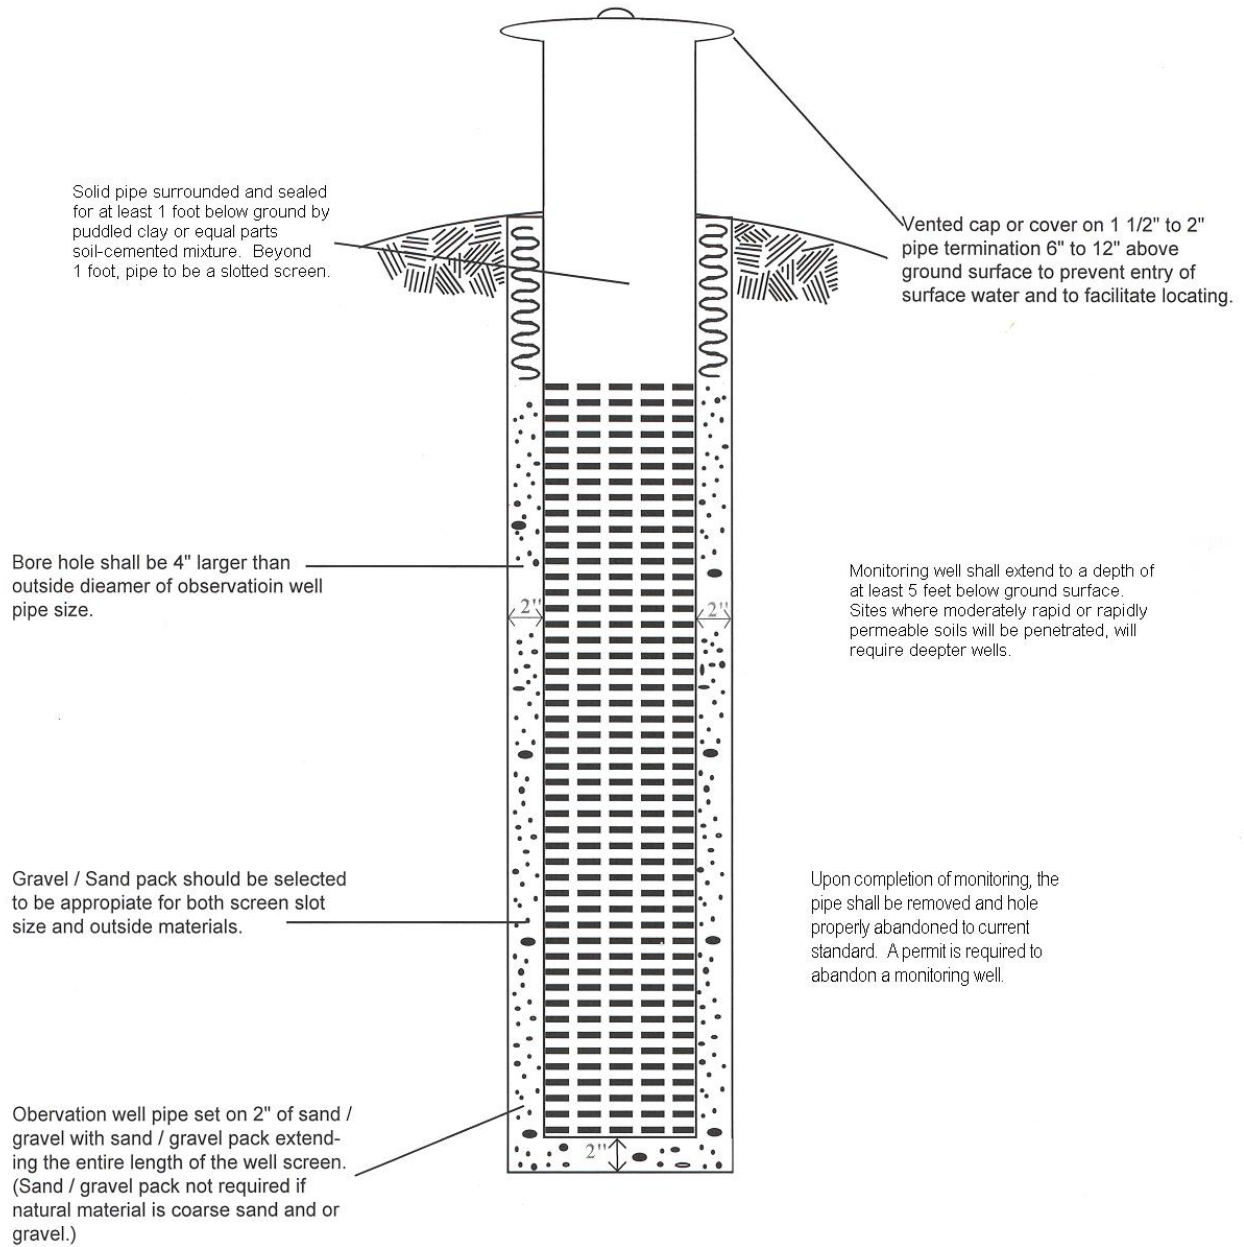 Solid pipe surrounded and sealed
for at least 1 foot below ground by
puddled clay or equal parts
soil-cemented mixture.  Beyond
1 foot, pipe to be a slotted screen.
Vented cap or cover on 1 1/2" to 2"
pipe termination 6" to 12" above
ground surface to prevent entry of
surface water and to facilitate locating.
Bore hole shall be 4" larger than
outside dieamer of observatioin well
pipe size.
2"
2"
Monitoring well shall extend to a depth of
at least 5 feet below ground surface.
Sites where moderately rapid or rapidly
permeable soils will be penetrated, will
require deepter wells.
Gravel / Sand pack should be selected
to be appropiate for both screen slot
size and outside materials.
Upon completion of monitoring, the
pipe shall be removed and hole
properly abandoned to current
standard.  A permit is required to
abandon a monitoring well.
Obervation well pipe set on 2" of sand /
gravel with sand / gravel pack extend-
ing the entire length of the well screen.
(Sand / gravel pack not required if
natural material is coarse sand and or
gravel.)
2"